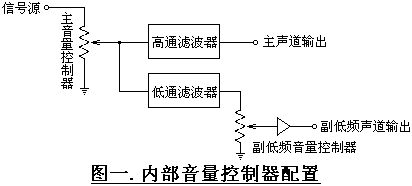 信号源
主音量控制器
高通滤波器
主声道输出
低通滤波器
副低频声道输出
副低频音量控制器
图一.内部音量控制器配置